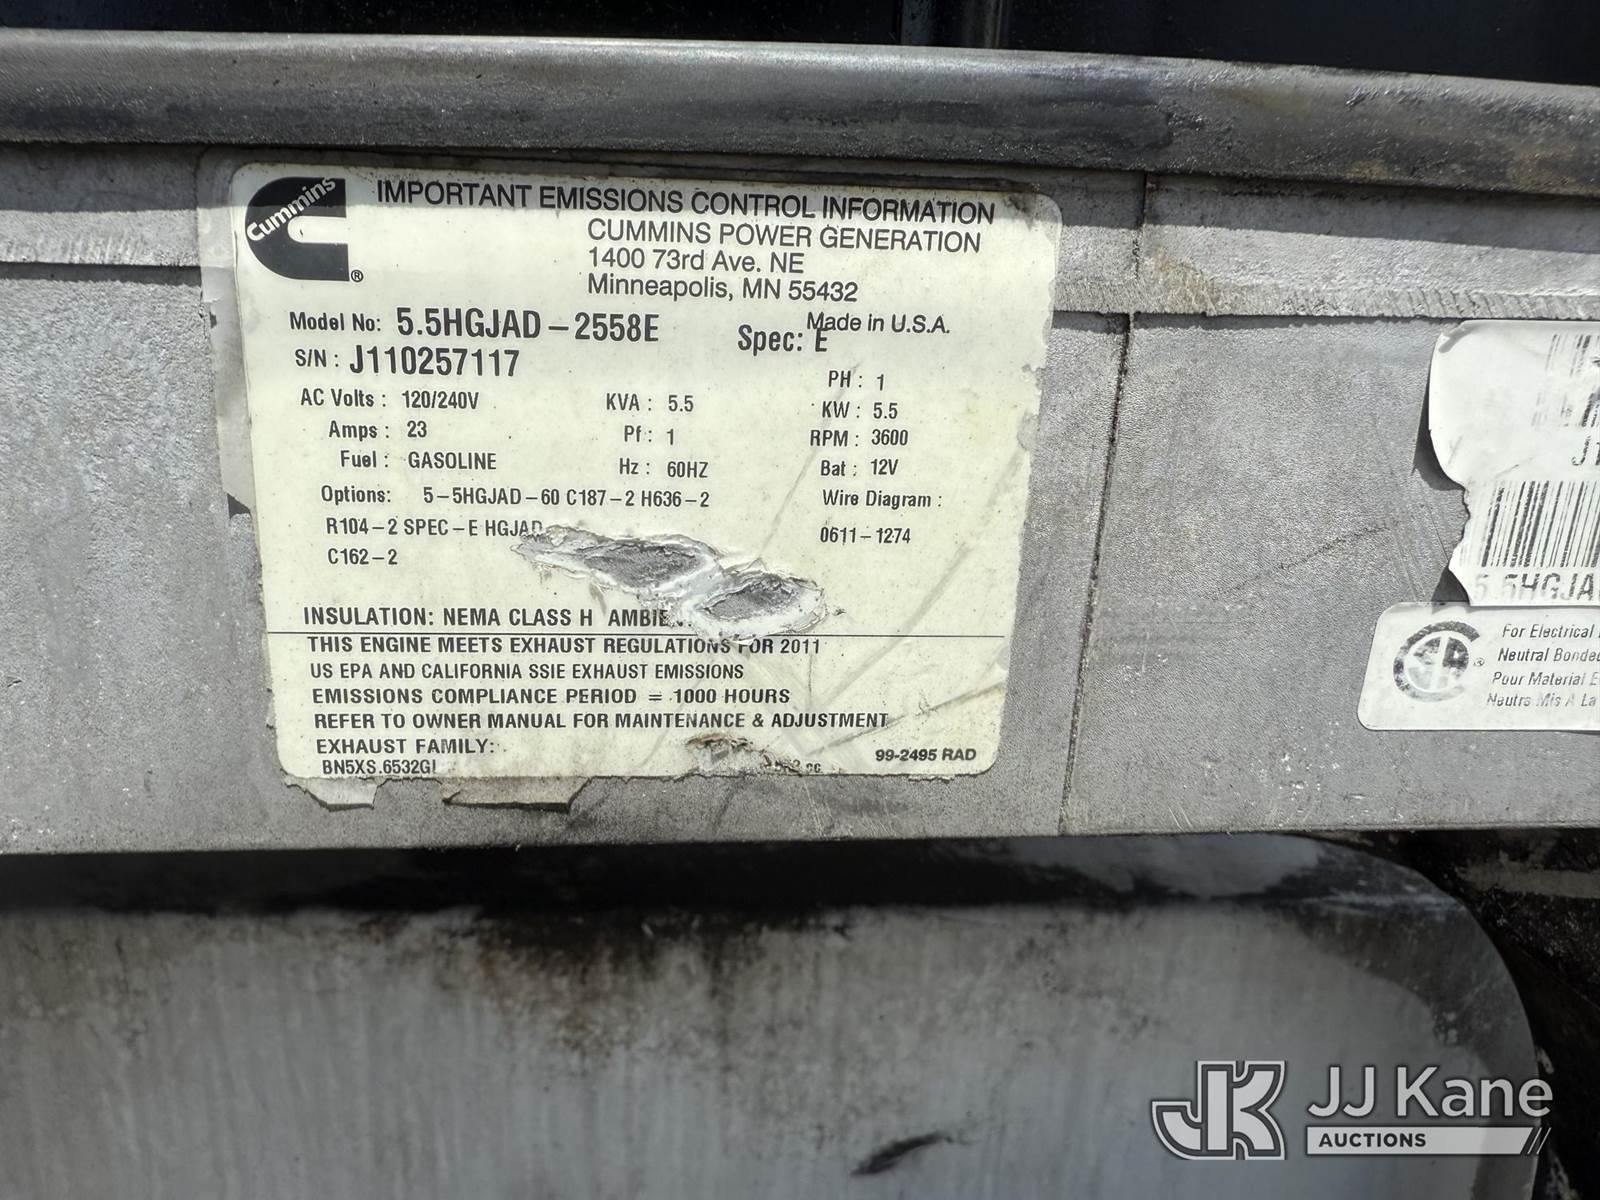 Cummins
®
IMPORTANT EMISSIONS CONTROL INFORMATION
CUMMINS POWER GENERATION
1400 73rd Ave. NE
Minneapolis, MN 55432
Made in U.S.A.
Model No: 5.5HGJAD-2558E Spec: E
S/N: J110257117 PH: 1
AC Volts: 120/240V KVA: 5.5 KW: 5.5
Amps: 23 Pf: 1 RPM: 3600
Fuel: GASOLINE Hz: 60HZ Bat: 12V
Options: 5-5HGJAD-60 C187-2 H636-2 Wire Diagram:
R104-2 SPEC-E HGJAD 0611-1274
C162-2
INSULATION: NEMA CLASS H
THIS ENGINE MEETS EXHAUST REGULATIONS FOR 2011
US EPA AND CALIFORNIA SSIE EXHAUST EMISSIONS
EMISSIONS COMPLIANCE PERIOD = 1000 HOURS
REFER TO OWNER MANUAL FOR MAINTENANCE & ADJUSTMENT
EXHAUST FAMILY: 99-2495 RAD
BN5XS.6532GI
5.5HGJA
For Electrical
Neutral Bonded
Pour Material
Neutre Mis A La
JJ Kane
AUCTIONS